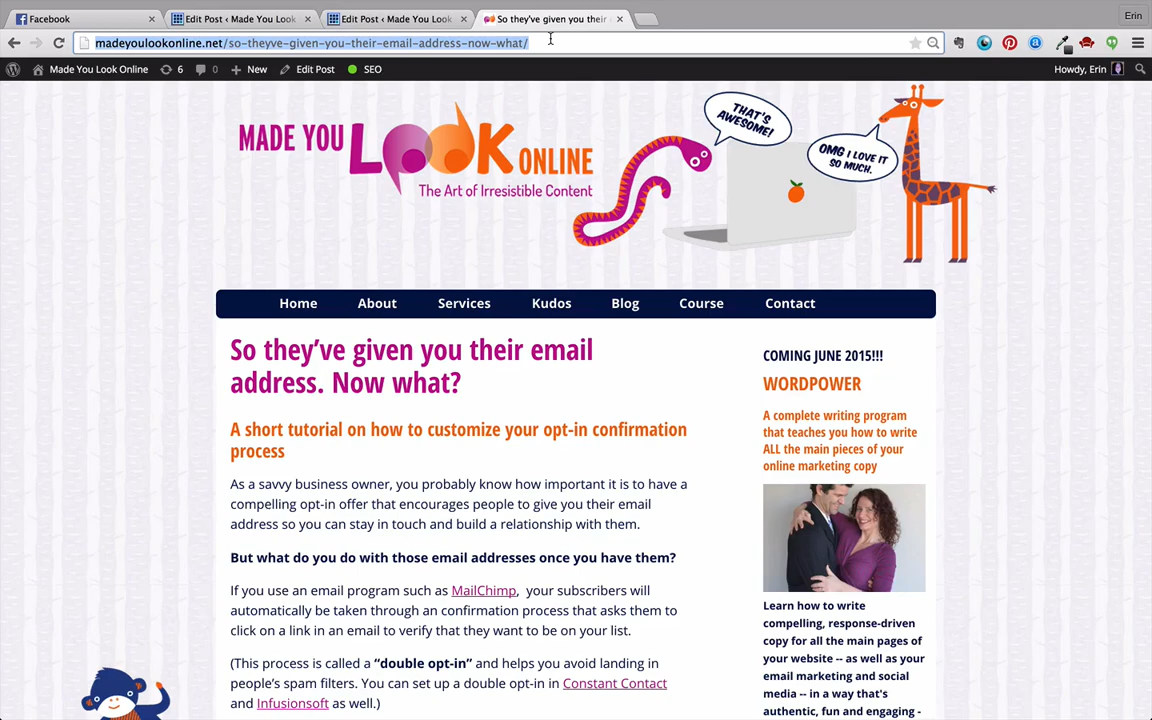 Facebook
Edit Post ‹ Made You Look
Edit Post ‹ Made You Look
So they've given you their
Erin
madeyoulookonline.net/so-theyve-given-you-their-email-address-now-what/
Made You Look Online
6
0
New
Edit Post
SEO
Howdy, Erin
MADE YOU LOOK ONLINE
The Art of Irresistible Content
THAT'S
AWESOME!
OMG I LOVE IT
SO MUCH.
Home
About
Services
Kudos
Blog
Course
Contact
So they've given you their email
address. Now what?
A short tutorial on how to customize your opt-in confirmation
process
As a savvy business owner, you probably know how important it is to have a
compelling opt-in offer that encourages people to give you their email
address so you can stay in touch and build a relationship with them.
But what do you do with those email addresses once you have them?
If you use an email program such as MailChimp,  your subscribers will
automatically be taken through an confirmation process that asks them to
click on a link in an email to verify that they want to be on your list.
(This process is called a “double opt-in” and helps you avoid landing in
people's spam filters. You can set up a double opt-in in Constant Contact
and Infusionsoft as well.)
COMING JUNE 2015!!!
WORDPOWER
A complete writing program
that teaches you how to write
ALL the main pieces of your
online marketing copy
Learn how to write
compelling, response-driven
copy for all the main pages of
your website -- as well as your
email marketing and social
media -- in a way that's
authentic, fun and engaging -